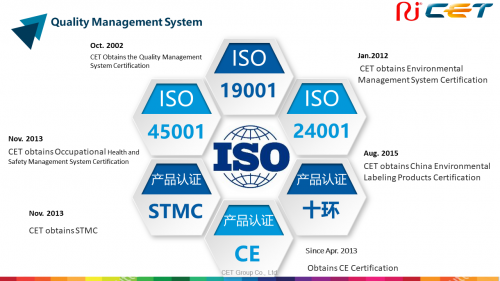 Quality Management System
CET
Oct. 2002
CET Obtains the Quality Management
System Certification
Jan.2012
CET obtains Environmental
Management System Certification
ISO
19001
ISO
45001
ISO
24001
Nov. 2013
CET obtains Occupational Health and
Safety Management System Certification
ISO
Aug. 2015
CET obtains China Environmental
Labeling Products Certification
产品认证
STMC
产品认证
十环
Nov. 2013
CET obtains STMC
产品认证
CE
Since Apr. 2013
Obtains CE Certification
CET Group Co., Ltd